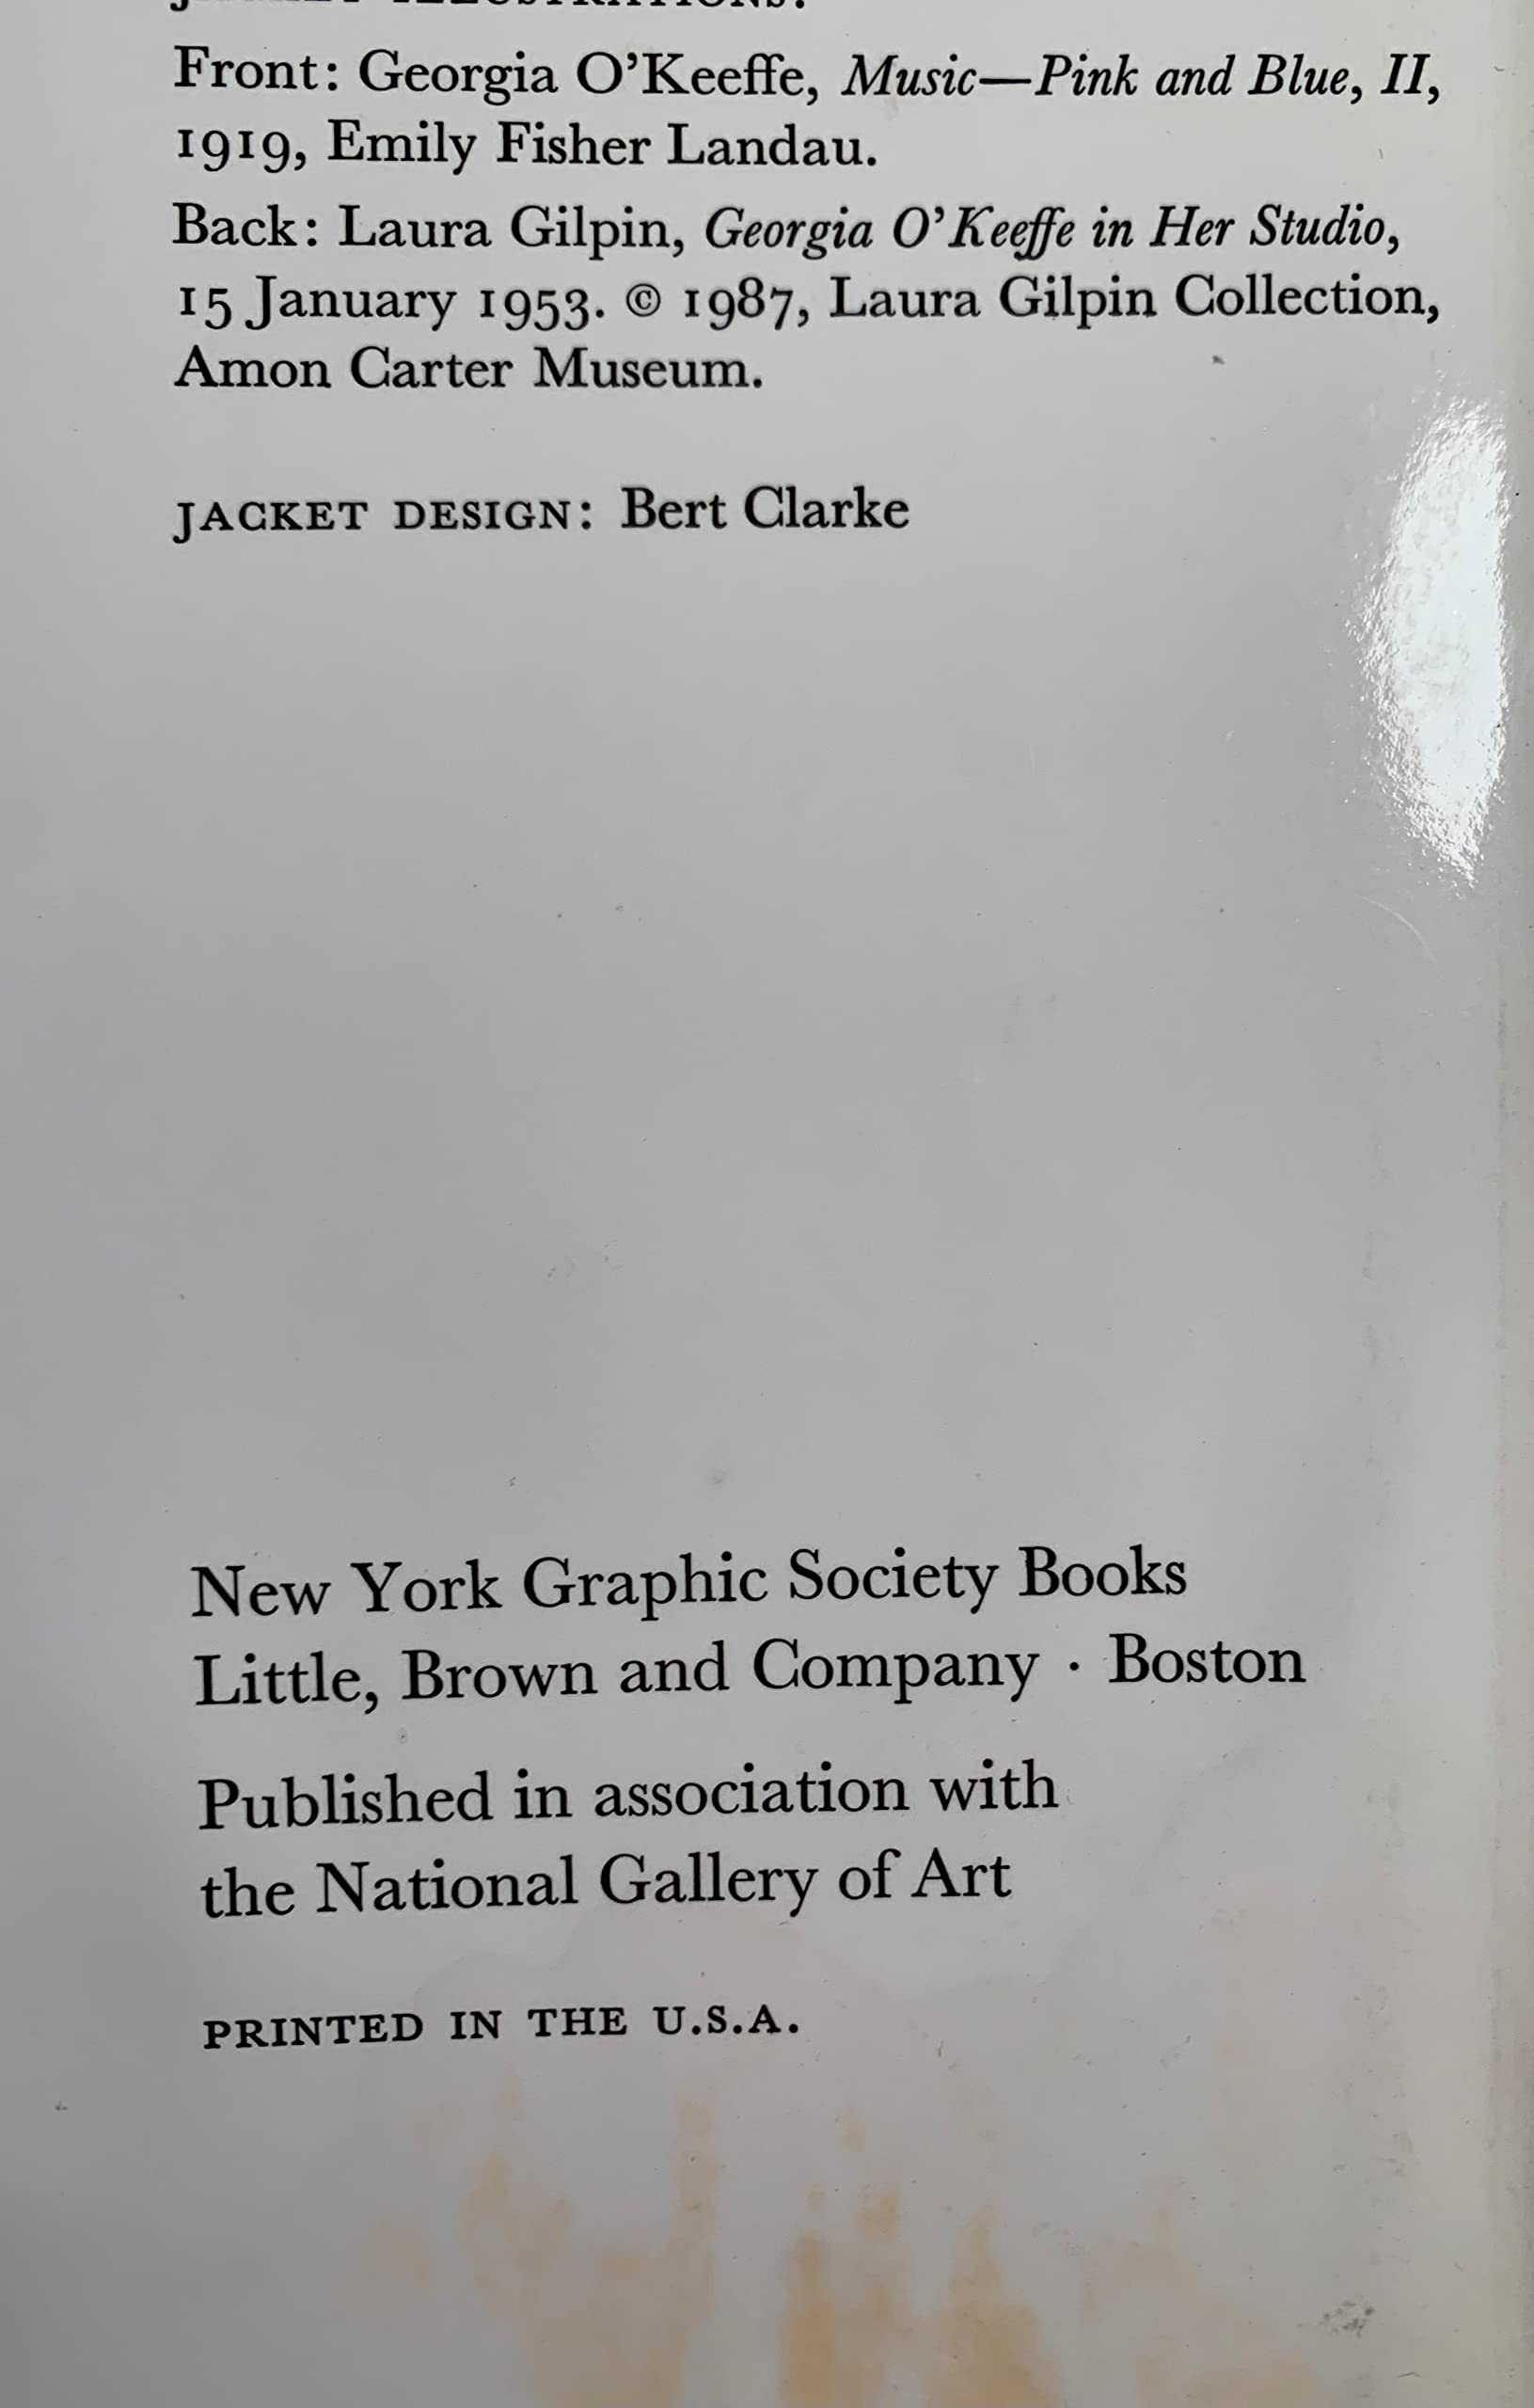 JACKET ILLUSTRATIONS:
Front: Georgia O’Keeffe, Music—Pink and Blue, II,
1919, Emily Fisher Landau.
Back: Laura Gilpin, Georgia O’Keeffe in Her Studio,
15 January 1953. © 1987, Laura Gilpin Collection,
Amon Carter Museum.
JACKET DESIGN: Bert Clarke
New York Graphic Society Books
Little, Brown and Company · Boston
Published in association with
the National Gallery of Art
PRINTED IN THE U.S.A.